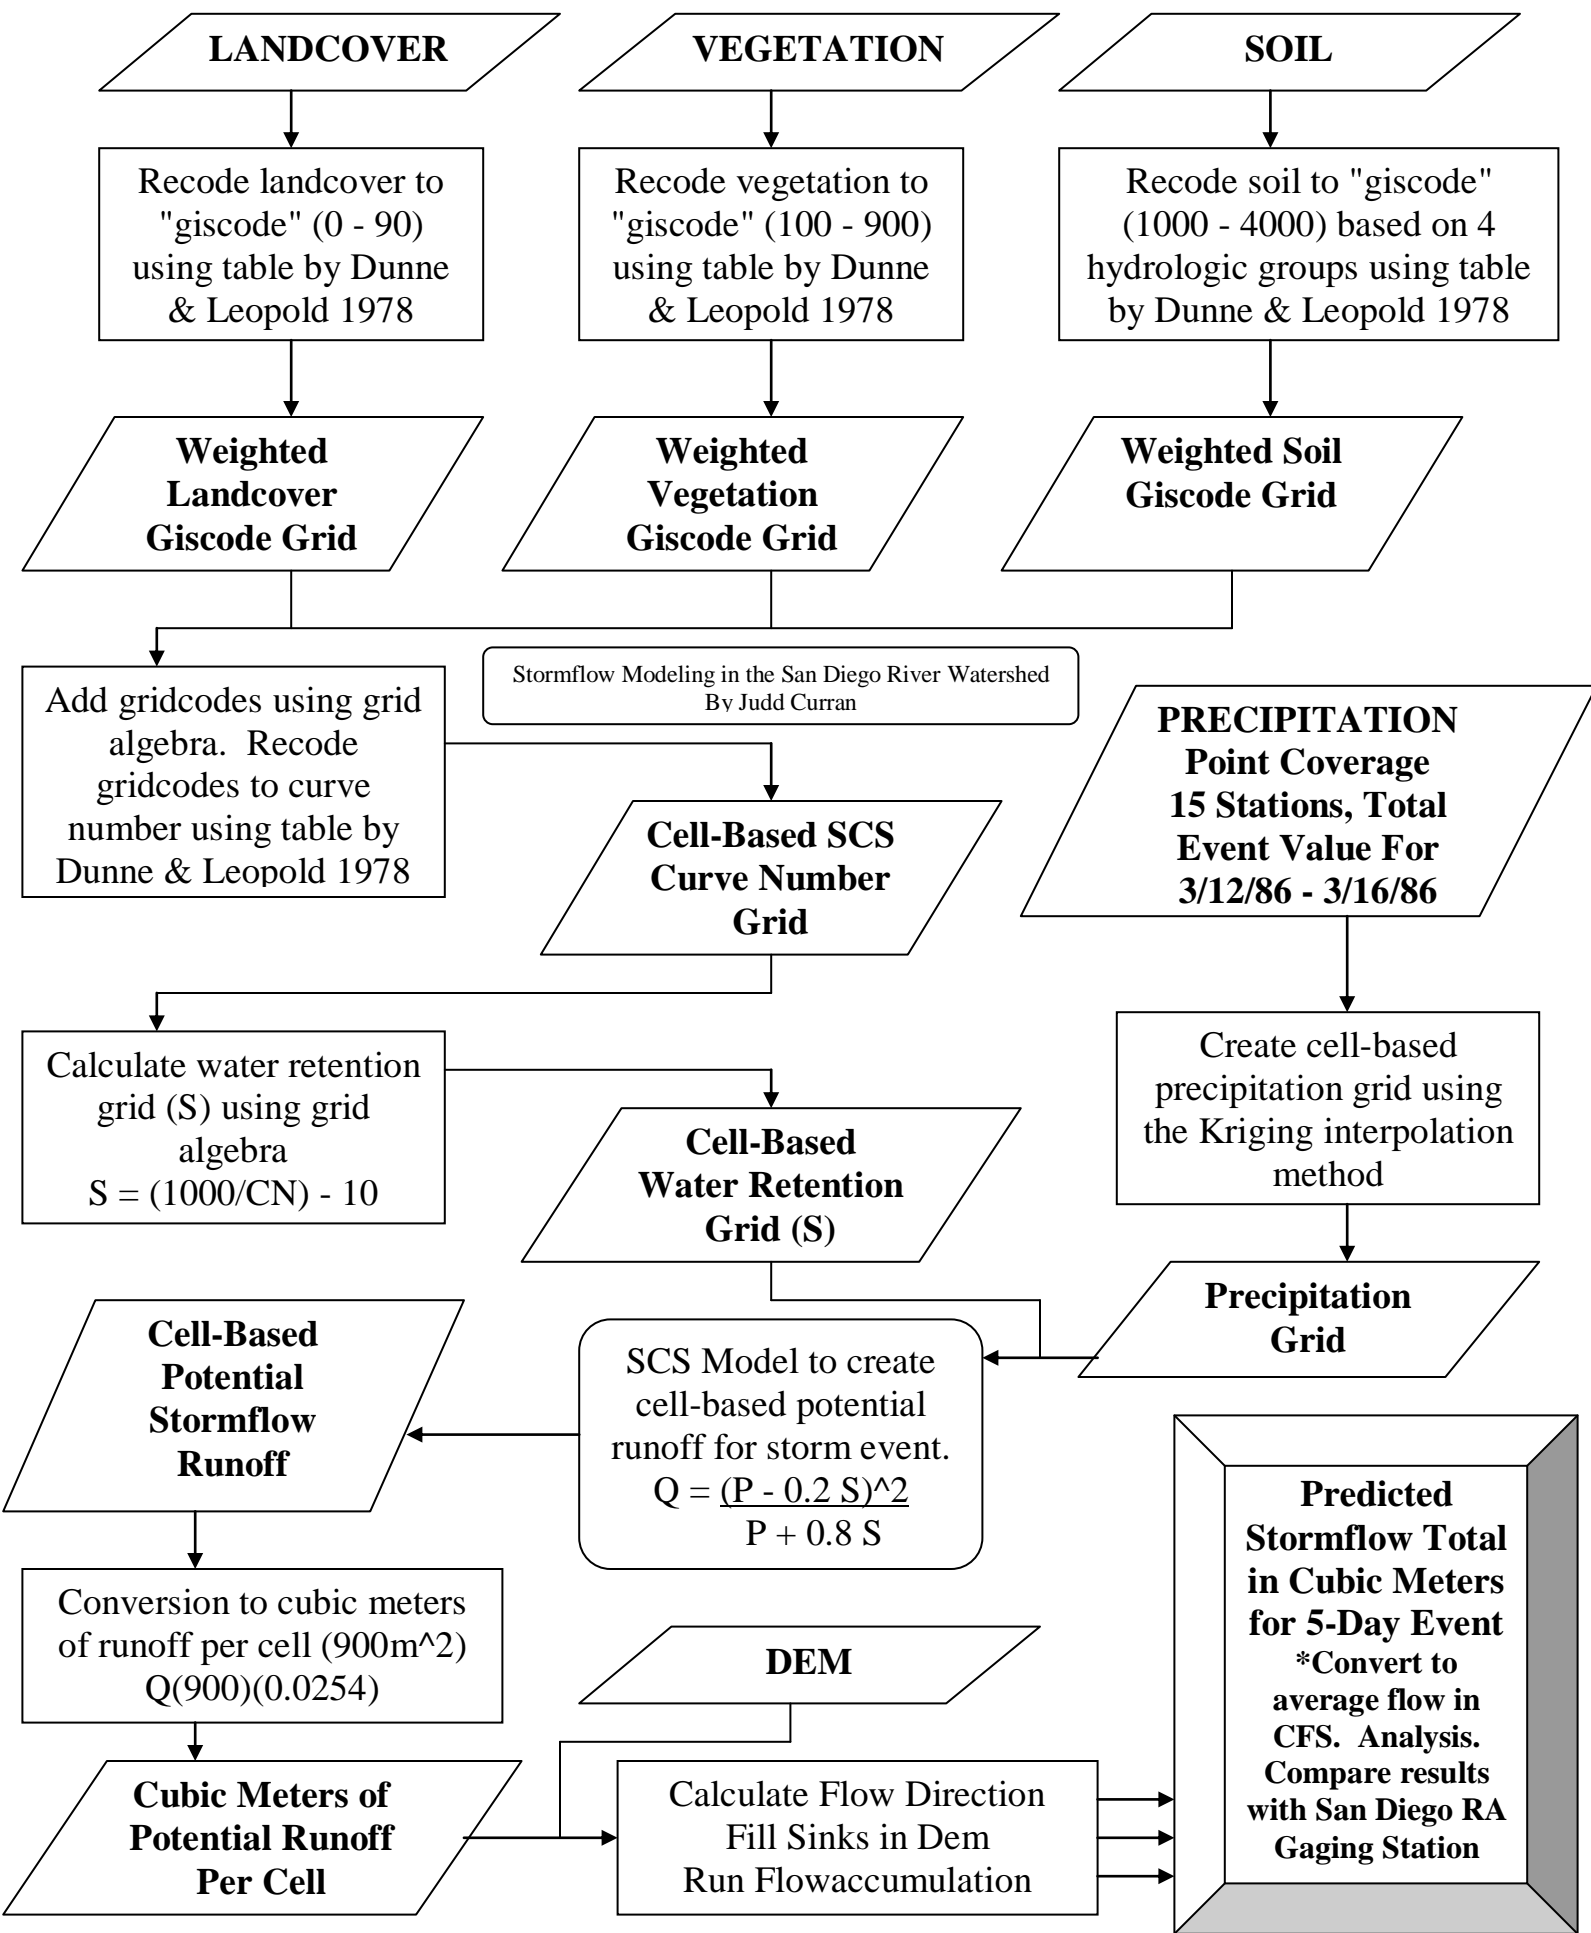 LANDCOVER
VEGETATION
SOIL
Recode landcover to
"giscode" (0 - 90)
using table by Dunne
& Leopold 1978
Recode vegetation to
"giscode" (100 - 900)
using table by Dunne
& Leopold 1978
Recode soil to "giscode"
(1000 - 4000) based on 4
hydrologic groups using table
by Dunne & Leopold 1978
Weighted
Landcover
Giscode Grid
Weighted
Vegetation
Giscode Grid
Weighted Soil
Giscode Grid
Stormflow Modeling in the San Diego River Watershed
By Judd Curran
Add gridcodes using grid
algebra.  Recode
gridcodes to curve
number using table by
Dunne & Leopold 1978
Cell-Based SCS
Curve Number
Grid
PRECIPITATION
Point Coverage
15 Stations, Total
Event Value For
3/12/86 - 3/16/86
Calculate water retention
grid (S) using grid
algebra
S = (1000/CN) - 10
Cell-Based
Water Retention
Grid (S)
Create cell-based
precipitation grid using
the Kriging interpolation
method
Precipitation
Grid
Cell-Based
Potential
Stormflow
Runoff
SCS Model to create
cell-based potential
runoff for storm event.
Q = (P - 0.2 S)^2
P + 0.8 S
Conversion to cubic meters
of runoff per cell (900m^2)
Q(900)(0.0254)
DEM
Cubic Meters of
Potential Runoff
Per Cell
Calculate Flow Direction
Fill Sinks in Dem
Run Flowaccumulation
Predicted
Stormflow Total
in Cubic Meters
for 5-Day Event
*Convert to
average flow in
CFS.  Analysis.
Compare results
with San Diego RA
Gaging Station